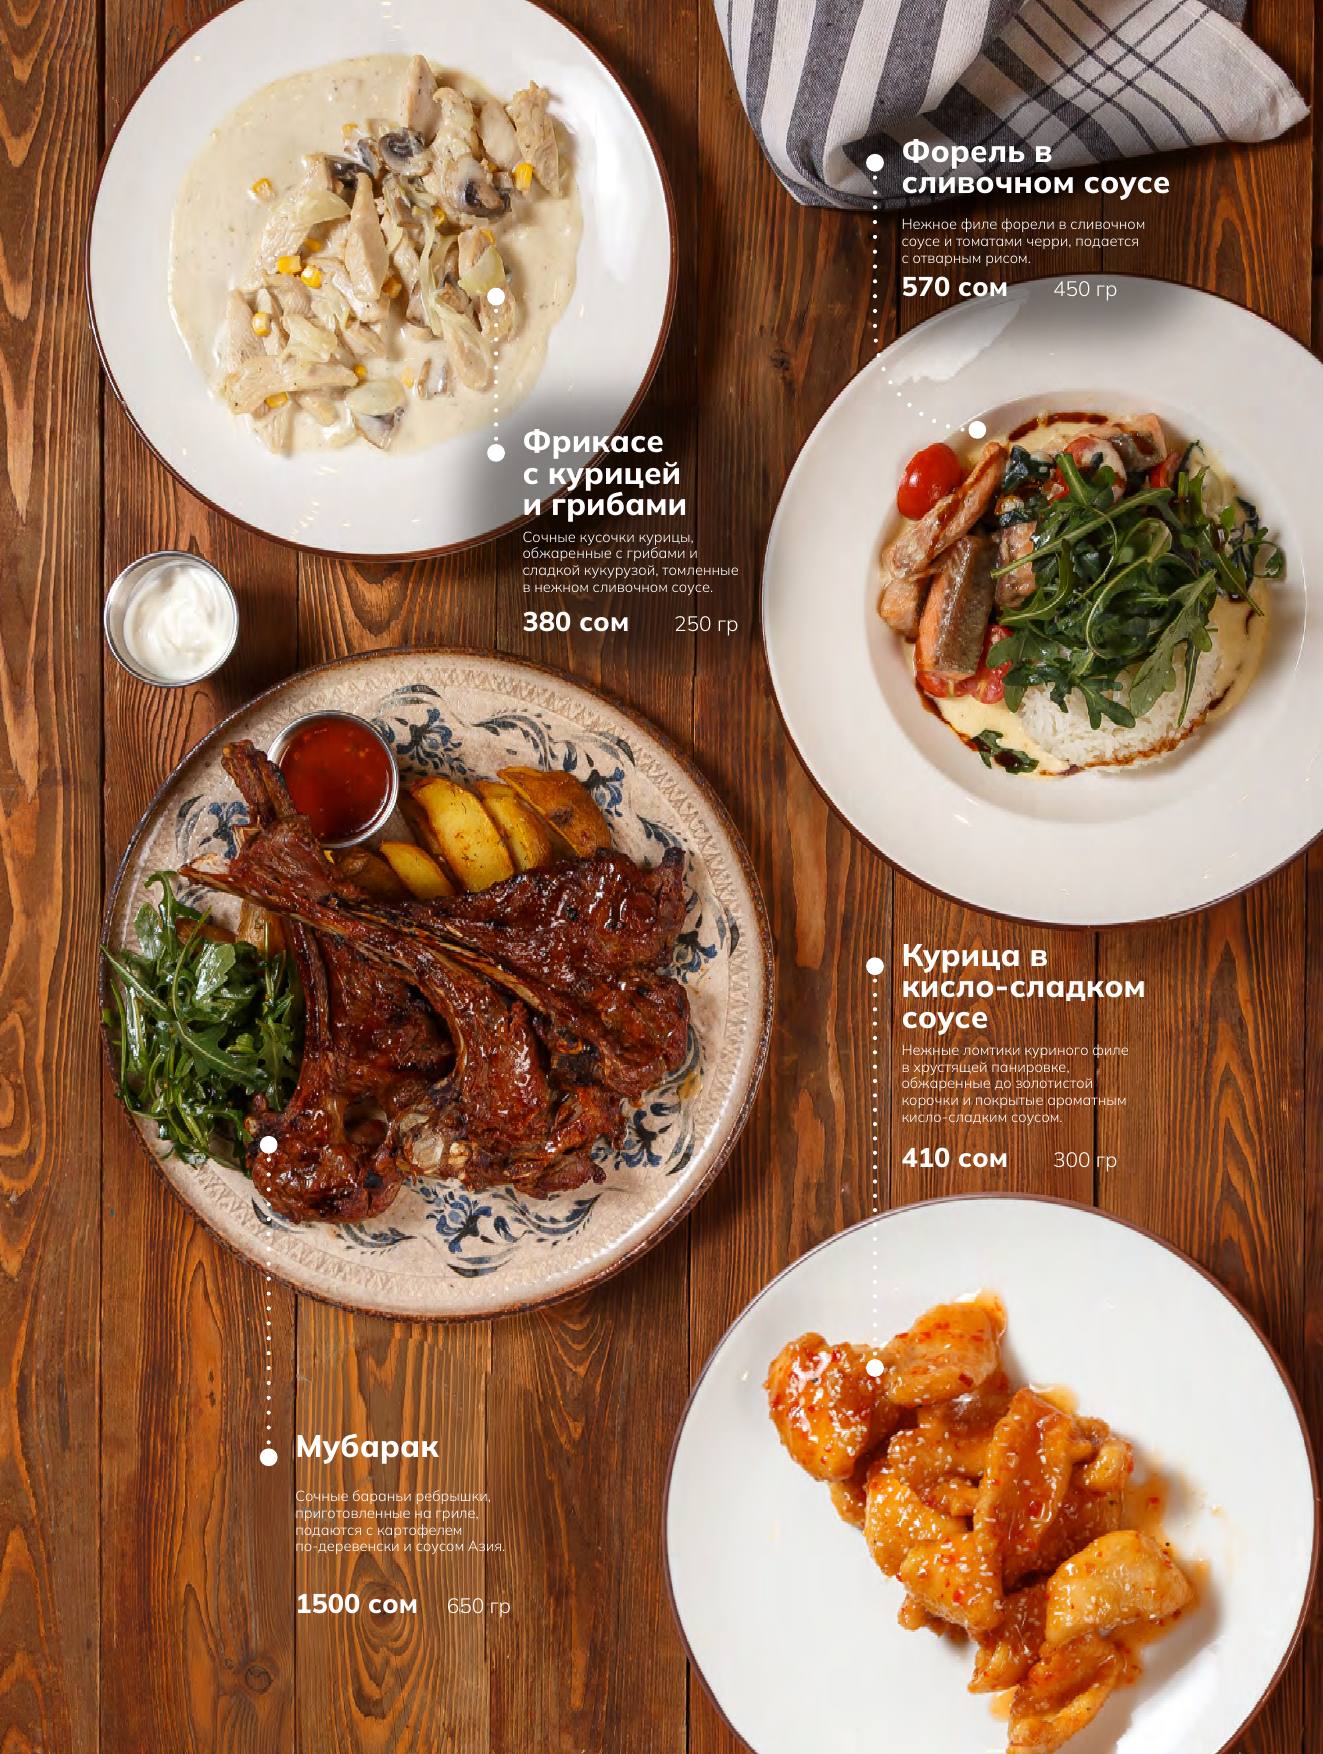 Форель в
сливочном соусе
Нежное филе форели в сливочном
соусе и томатами черри, подается
с отварным рисом.
570 сом 450 гр
Фрикасе
с курицей
и грибами
Сочные кусочки курицы,
обжаренные с грибами и
сладкой кукурузой, томленные
в нежном сливочном соусе.
380 сом 250 гр
Курица в
кисло-сладком
соусе
Нежные ломтики куриного филе
в хрустящей панировке,
обжаренные до золотистой
корочки и покрытые ароматным
кисло-сладким соусом.
410 сом 300 гр
Мубарак
Сочные бараньи ребрышки,
приготовленные на гриле,
подаются с картофелем
по-деревенски и соусом Азия.
1500 сом 650 гр